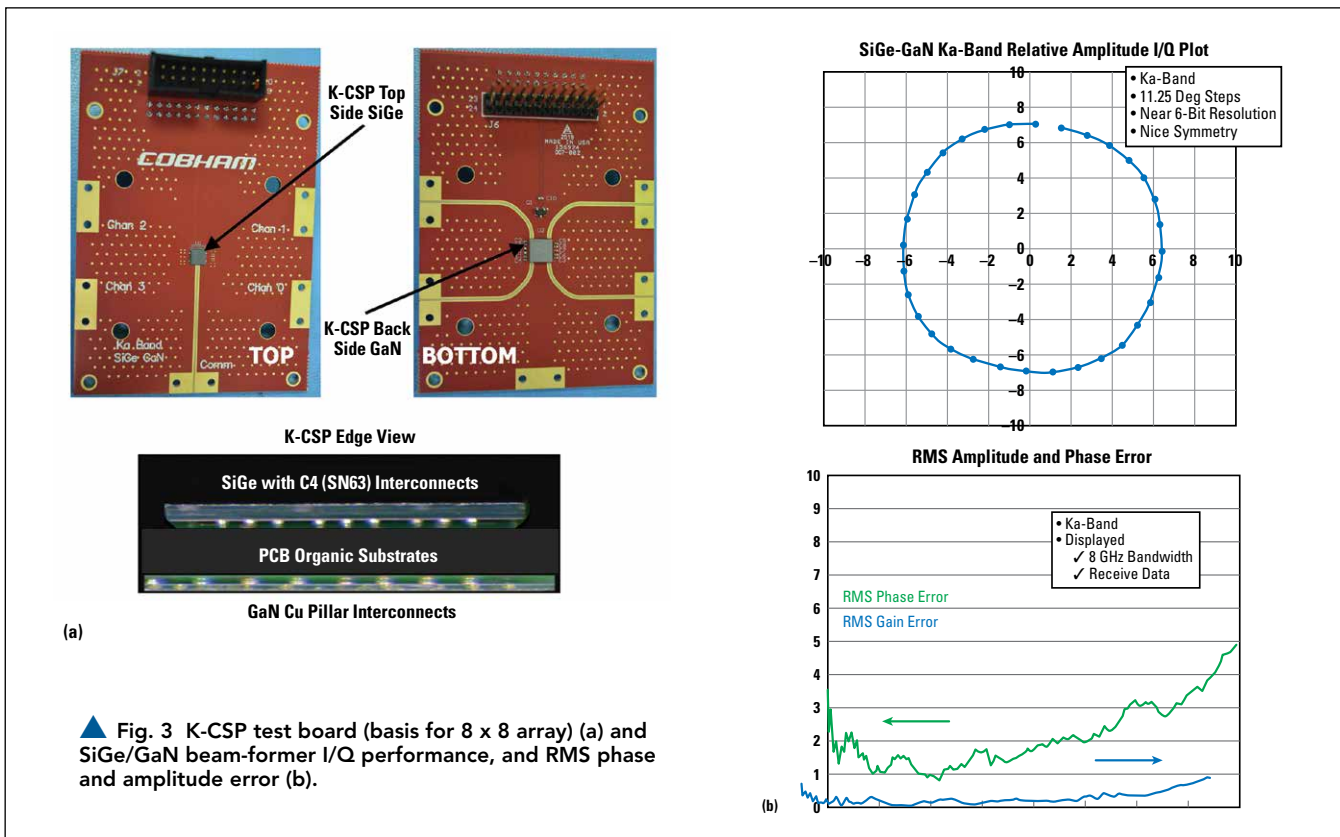 K-CSP Top
Side SiGe
K-CSP Back
Side GaN
COBHAM
Chan 2
Chan 1
Chan 3
Chan 0
Ka Band
SiGe GaN
TOP
Comm
J6
MADE IN USA
BOTTOM
K-CSP Edge View
SiGe with C4 (SN63) Interconnects
PCB Organic Substrates
GaN Cu Pillar Interconnects
(a)
▲ Fig. 3 K-CSP test board (basis for 8 x 8 array) (a) and
SiGe/GaN beam-former I/Q performance, and RMS phase
and amplitude error (b).
SiGe-GaN Ka-Band Relative Amplitude I/Q Plot
• Ka-Band
• 11.25 Deg Steps
• Near 6-Bit Resolution
• Nice Symmetry
10
8
6
4
2
0
–2
–4
–6
–8
–10
–10 –8 –6 –4 –2 0 2 4 6 8 10
RMS Amplitude and Phase Error
10
9
8
7
6
5
4
3
2
1
0
• Ka-Band
• Displayed
✓ 8 GHz Bandwidth
✓ Receive Data
RMS Phase Error
RMS Gain Error
(b)